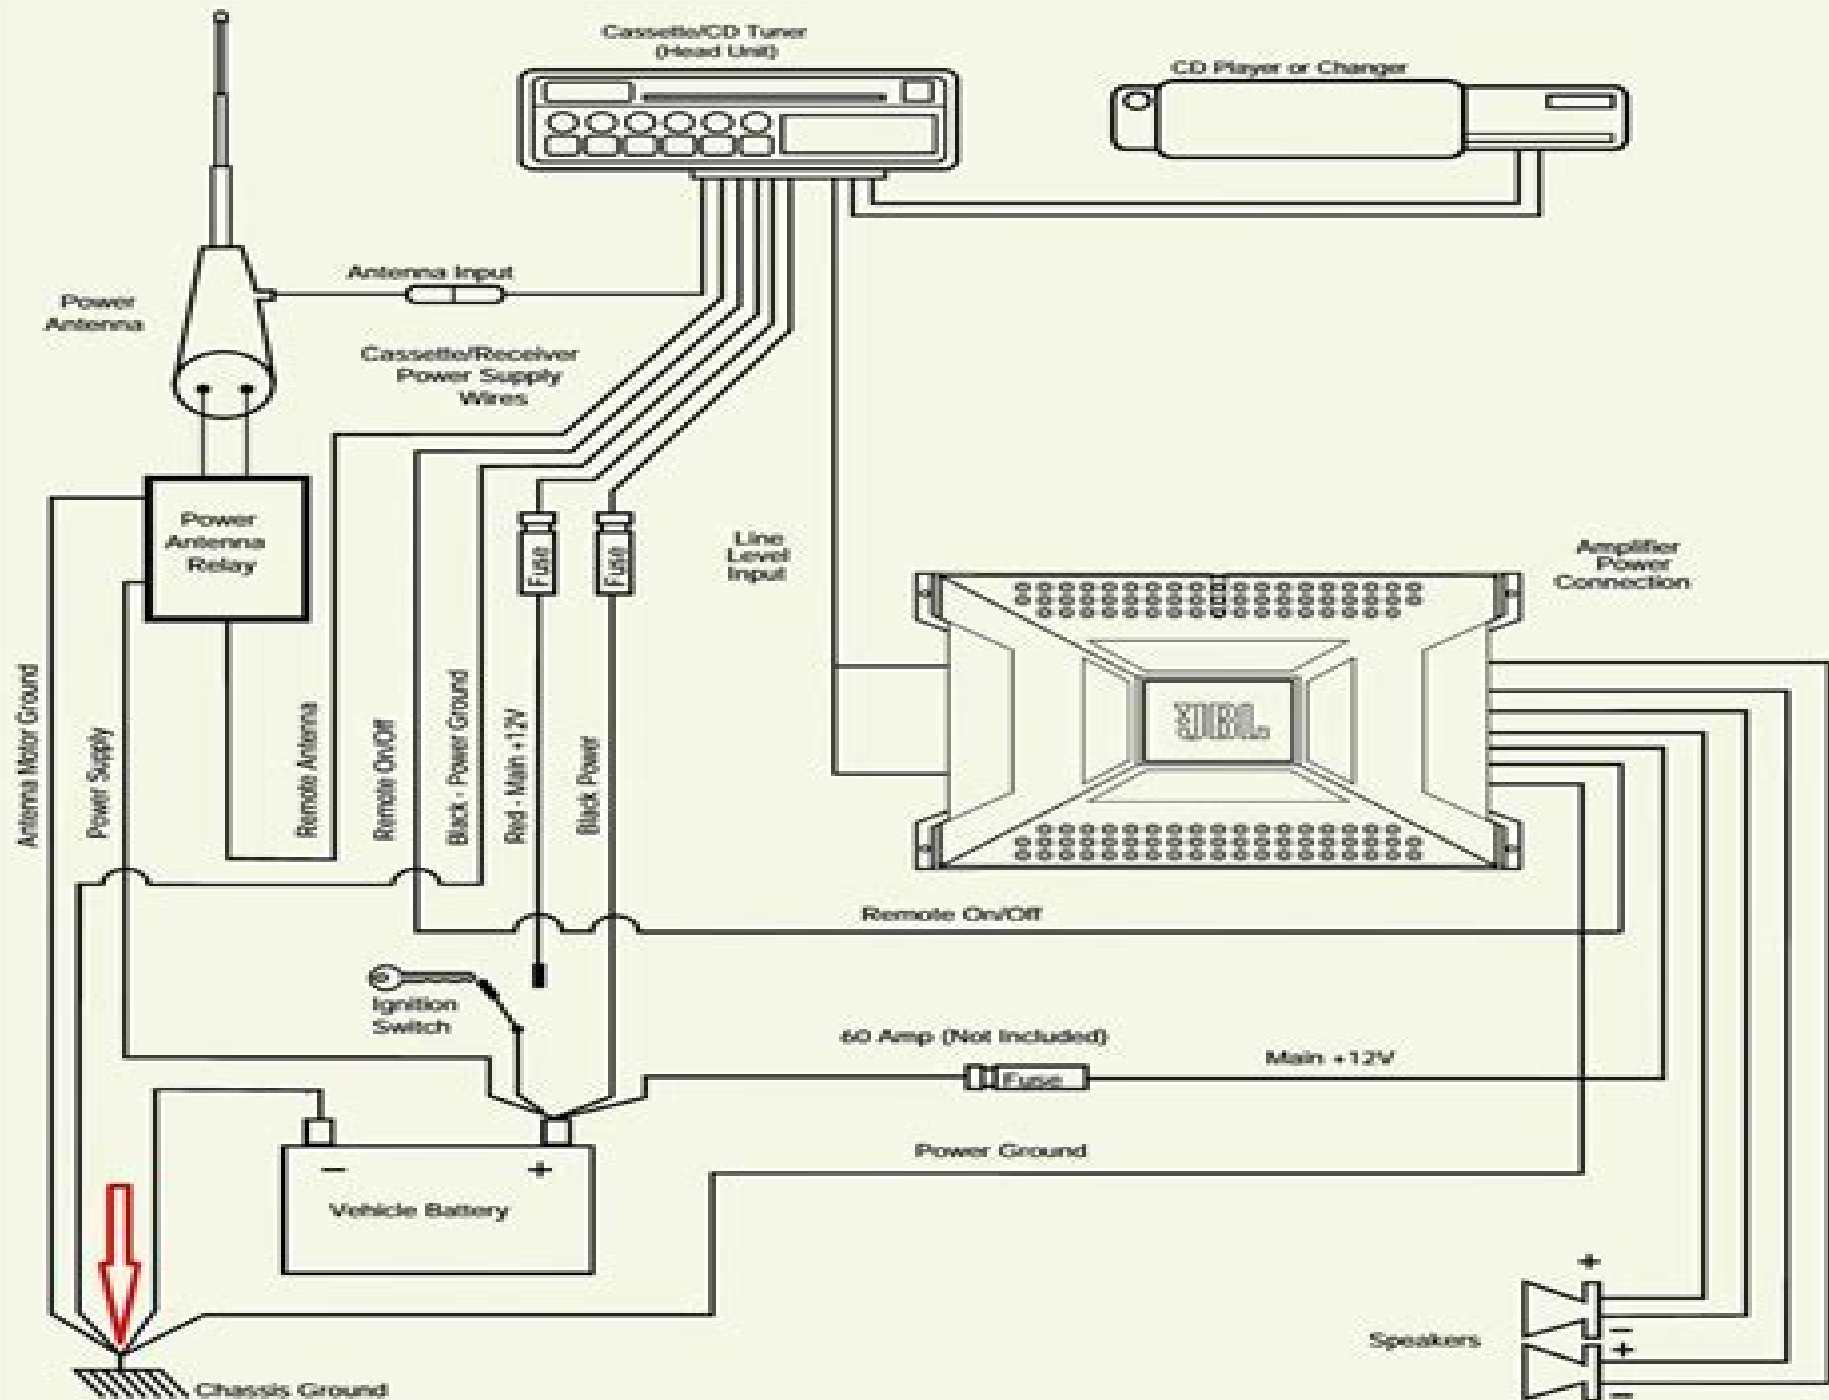 Cassette/CD Tuner
(Head Unit)
CD Player or Changer
Antenna Input
Power
Antenna
Cassette/Receiver
Power Supply
Wires
Power
Antenna
Relay
Fuse
Fuse
Line
Level
Input
Amplifier
Power
Connection
JBL
Antenna Motor Ground
Power Supply
Remote Antenna
Remote On/Off
Black - Power Ground
Red - Main +12V
Black Power
Remote On/Off
Ignition
Switch
60 Amp (Not Included)
Fuse
Main +12V
Power Ground
− +
Vehicle Battery
+
Speakers
−
+
−
Chassis Ground